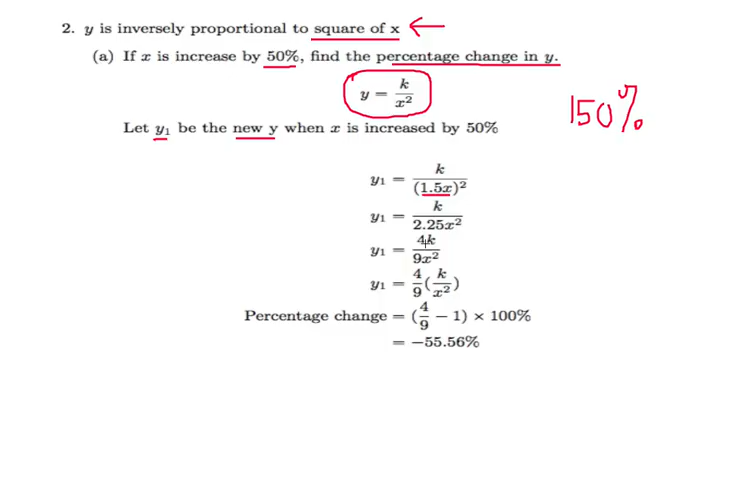 2. y is inversely proportional to square of x
(a) If x is increase by 50%, find the percentage change in y.
y = k/x²
150%
Let y₁ be the new y when x is increased by 50%
y₁ = k/(1.5x)²
y₁ = k/2.25x²
y₁ = 4k/9x²
y₁ = 4/9(k/x²)
Percentage change = (4/9 − 1) × 100%
= −55.56%